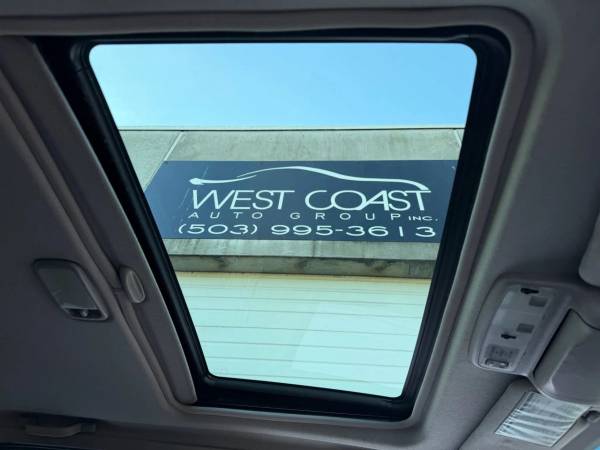 WEST COAST
AUTO GROUP INC.
(503) 995-3613